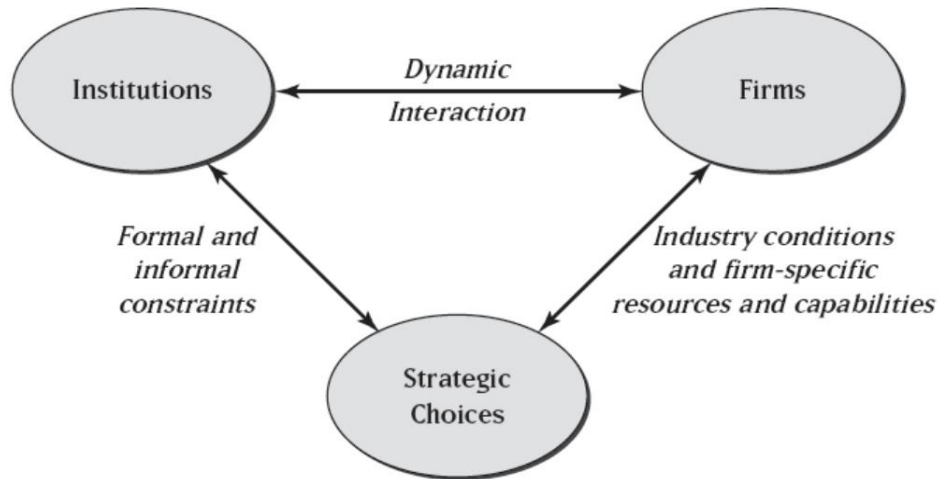 Institutions
Dynamic
Interaction
Firms
Formal and
informal
constraints
Industry conditions
and firm-specific
resources and capabilities
Strategic
Choices